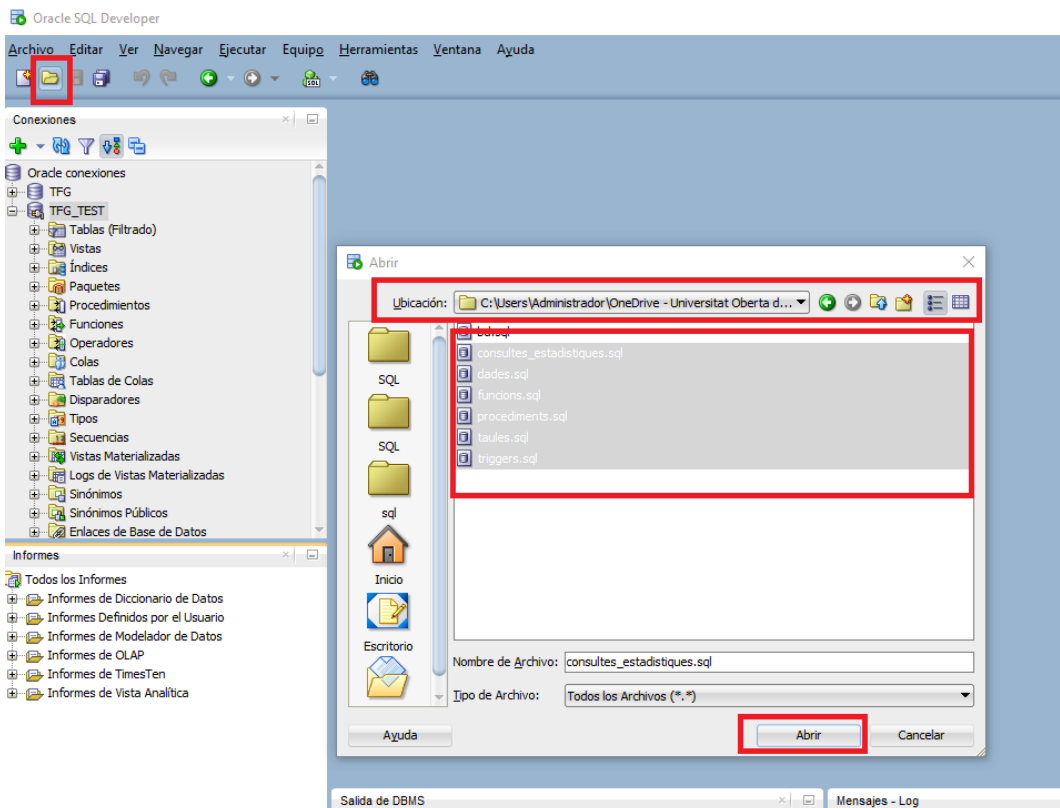 Oracle SQL Developer
Archivo Editar Ver Navegar Ejecutar Equipo Herramientas Ventana Ayuda
SQL
Conexiones
Oracle conexiones
TFG
TFG_TEST
Tablas (Filtrado)
Vistas
Índices
Paquetes
Procedimientos
Funciones
Operadores
Colas
Tablas de Colas
Disparadores
Tipos
Secuencias
Vistas Materializadas
Logs de Vistas Materializadas
Sinónimos
Sinónimos Públicos
Enlaces de Base de Datos
Informes
Todos los Informes
Informes de Diccionario de Datos
Informes Definidos por el Usuario
Informes de Modelador de Datos
Informes de OLAP
Informes de TimesTen
Informes de Vista Analítica
Abrir
Ubicación: C:\Users\Administrador\OneDrive - Universitat Oberta d...
SQL
SQL
sql
Inicio
Escritorio
consultes_estadistiques.sql
dades.sql
funcions.sql
procediments.sql
taules.sql
triggers.sql
Nombre de Archivo: consultes_estadistiques.sql
Tipo de Archivo: Todos los Archivos (*.*)
Ayuda Abrir Cancelar
Salida de DBMS
Mensajes - Log